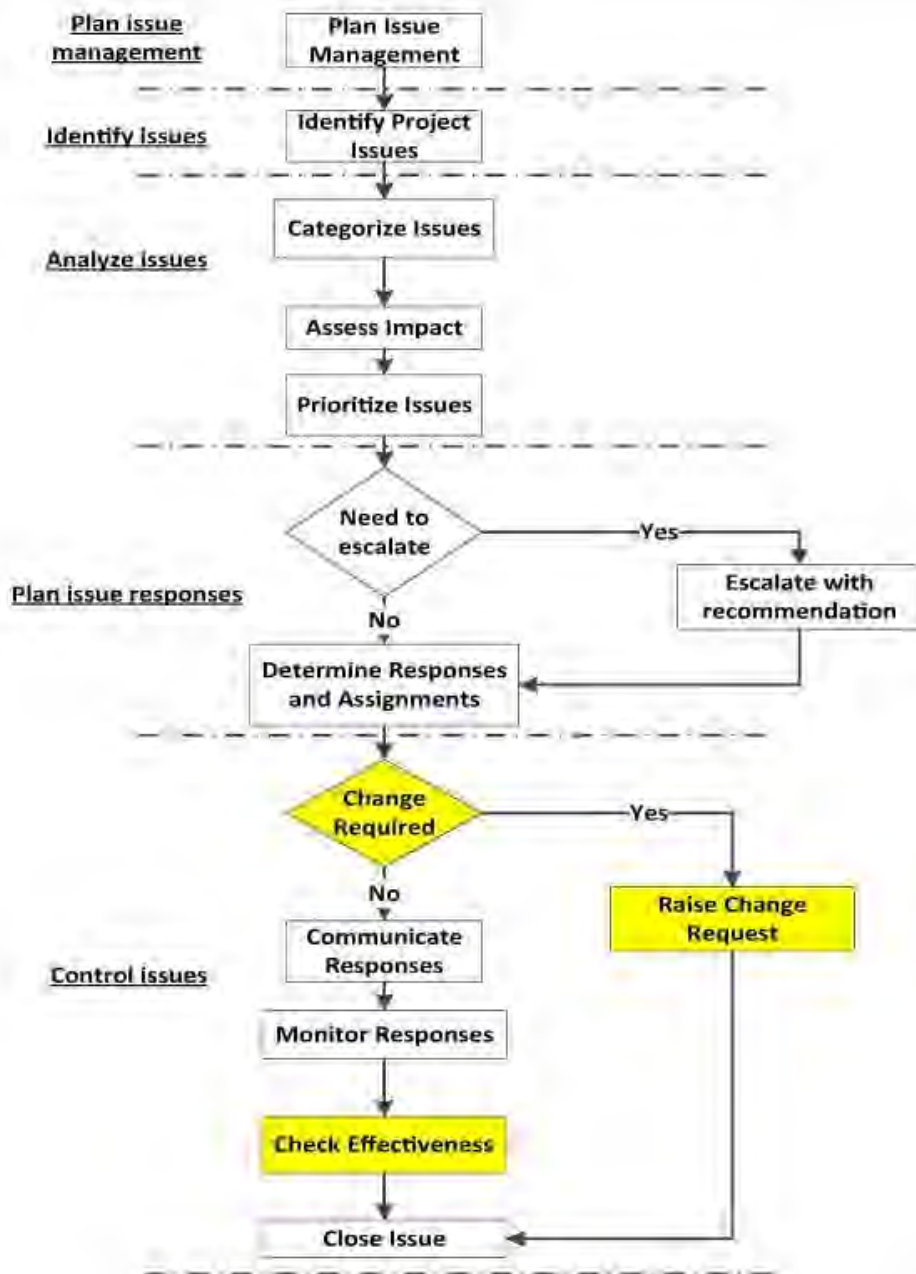 Plan issue
management
Plan Issue
Management
Identify issues
Identify Project
Issues
Analyze issues
Categorize Issues
Assess Impact
Prioritize Issues
Need to
escalate
Yes
Escalate with
recommendation
Plan issue responses
No
Determine Responses
and Assignments
Change
Required
Yes
Raise Change
Request
No
Communicate
Responses
Control issues
Monitor Responses
Check Effectiveness
Close Issue